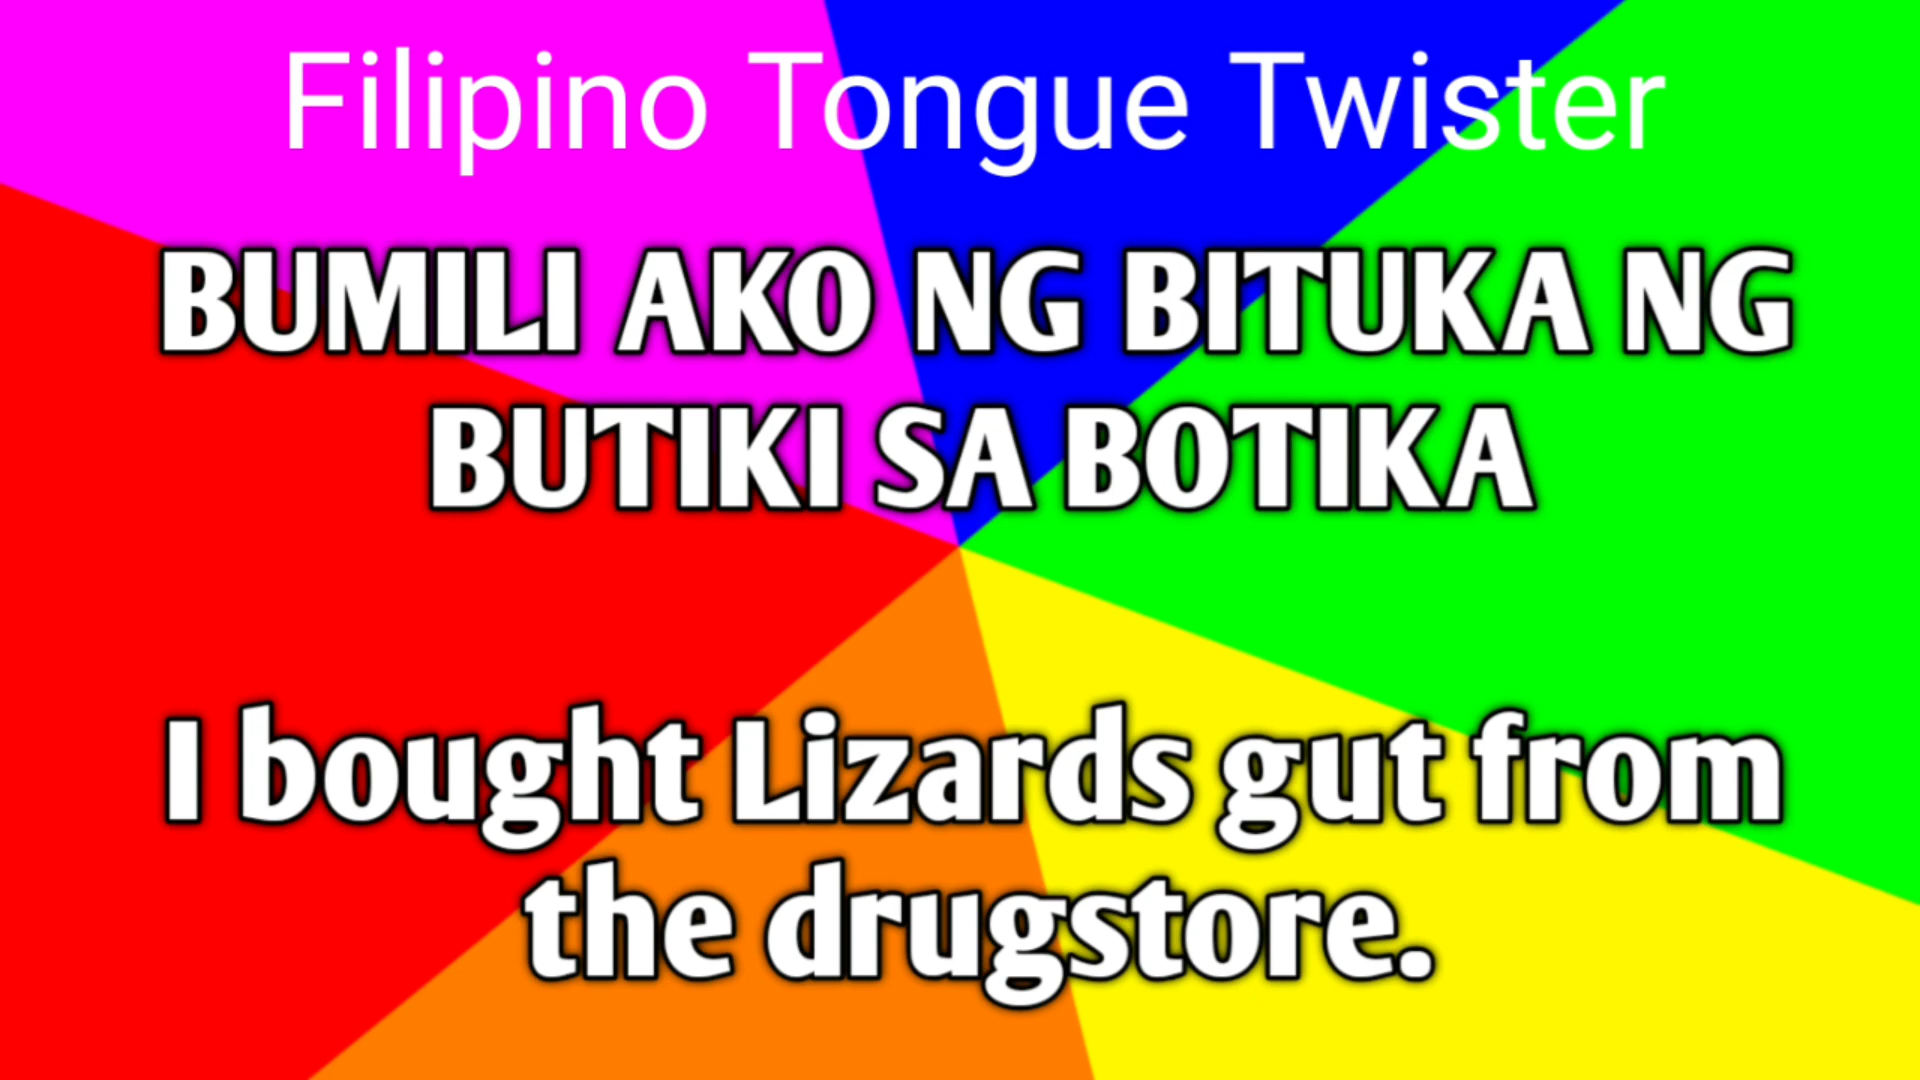 Filipino Tongue Twister
BUMILI AKO NG BITUKA NG
BUTIKI SA BOTIKA
I bought Lizards gut from
the drugstore.